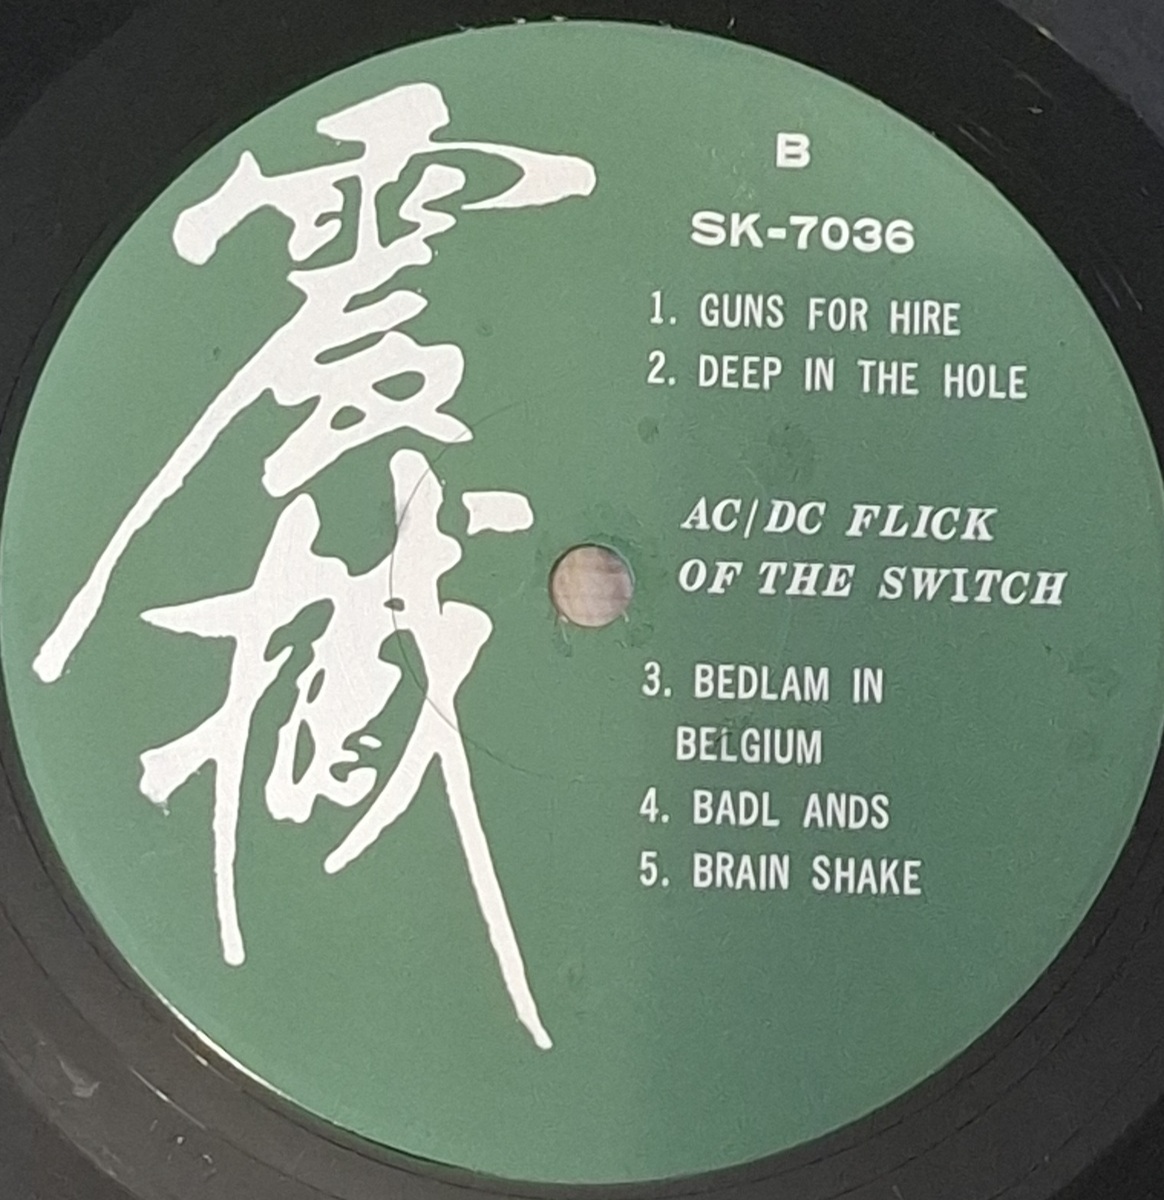 震撼
B
SK-7036
1. GUNS FOR HIRE
2. DEEP IN THE HOLE
AC/DC FLICK
OF THE SWITCH
3. BEDLAM IN
BELGIUM
4. BADL ANDS
5. BRAIN SHAKE